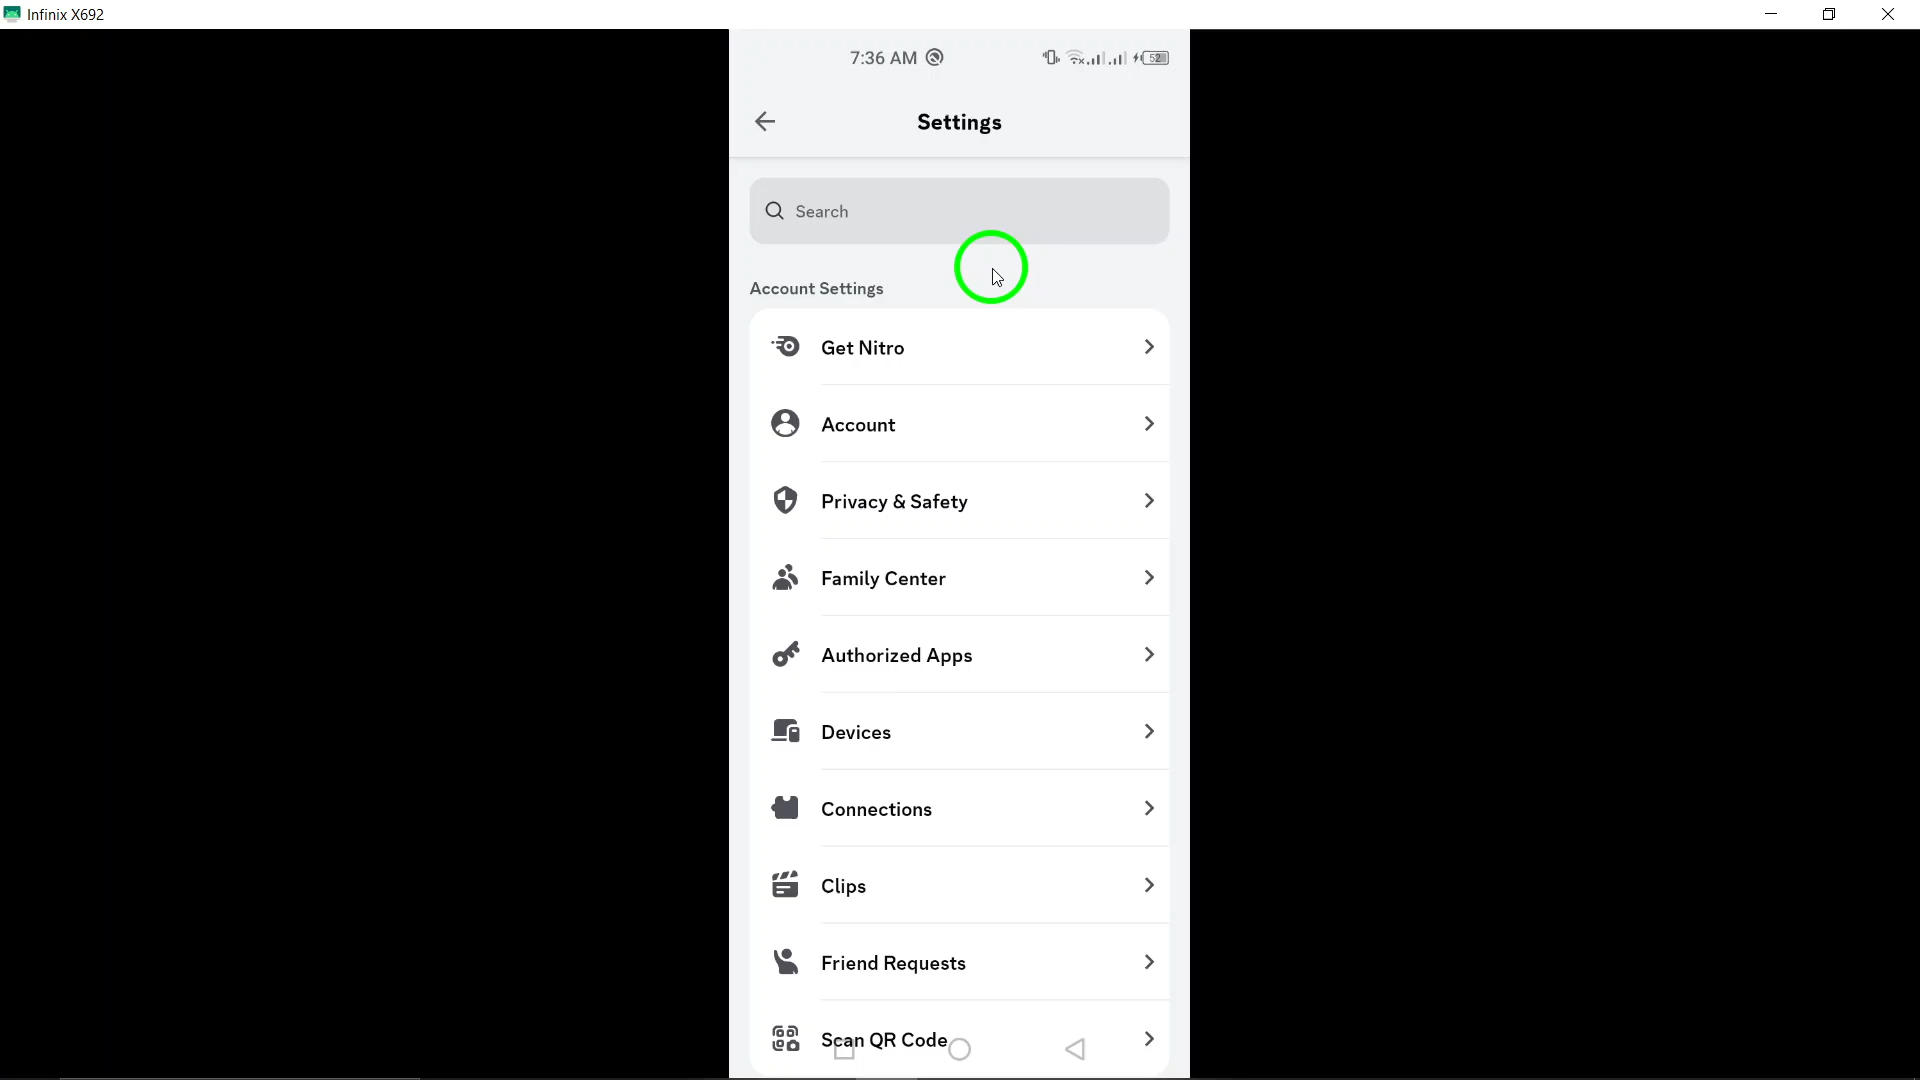 Infinix X692
7:36 AM
52
Settings
Search
Account Settings
Get Nitro
Account
Privacy & Safety
Family Center
Authorized Apps
Devices
Connections
Clips
Friend Requests
Scan QR Code